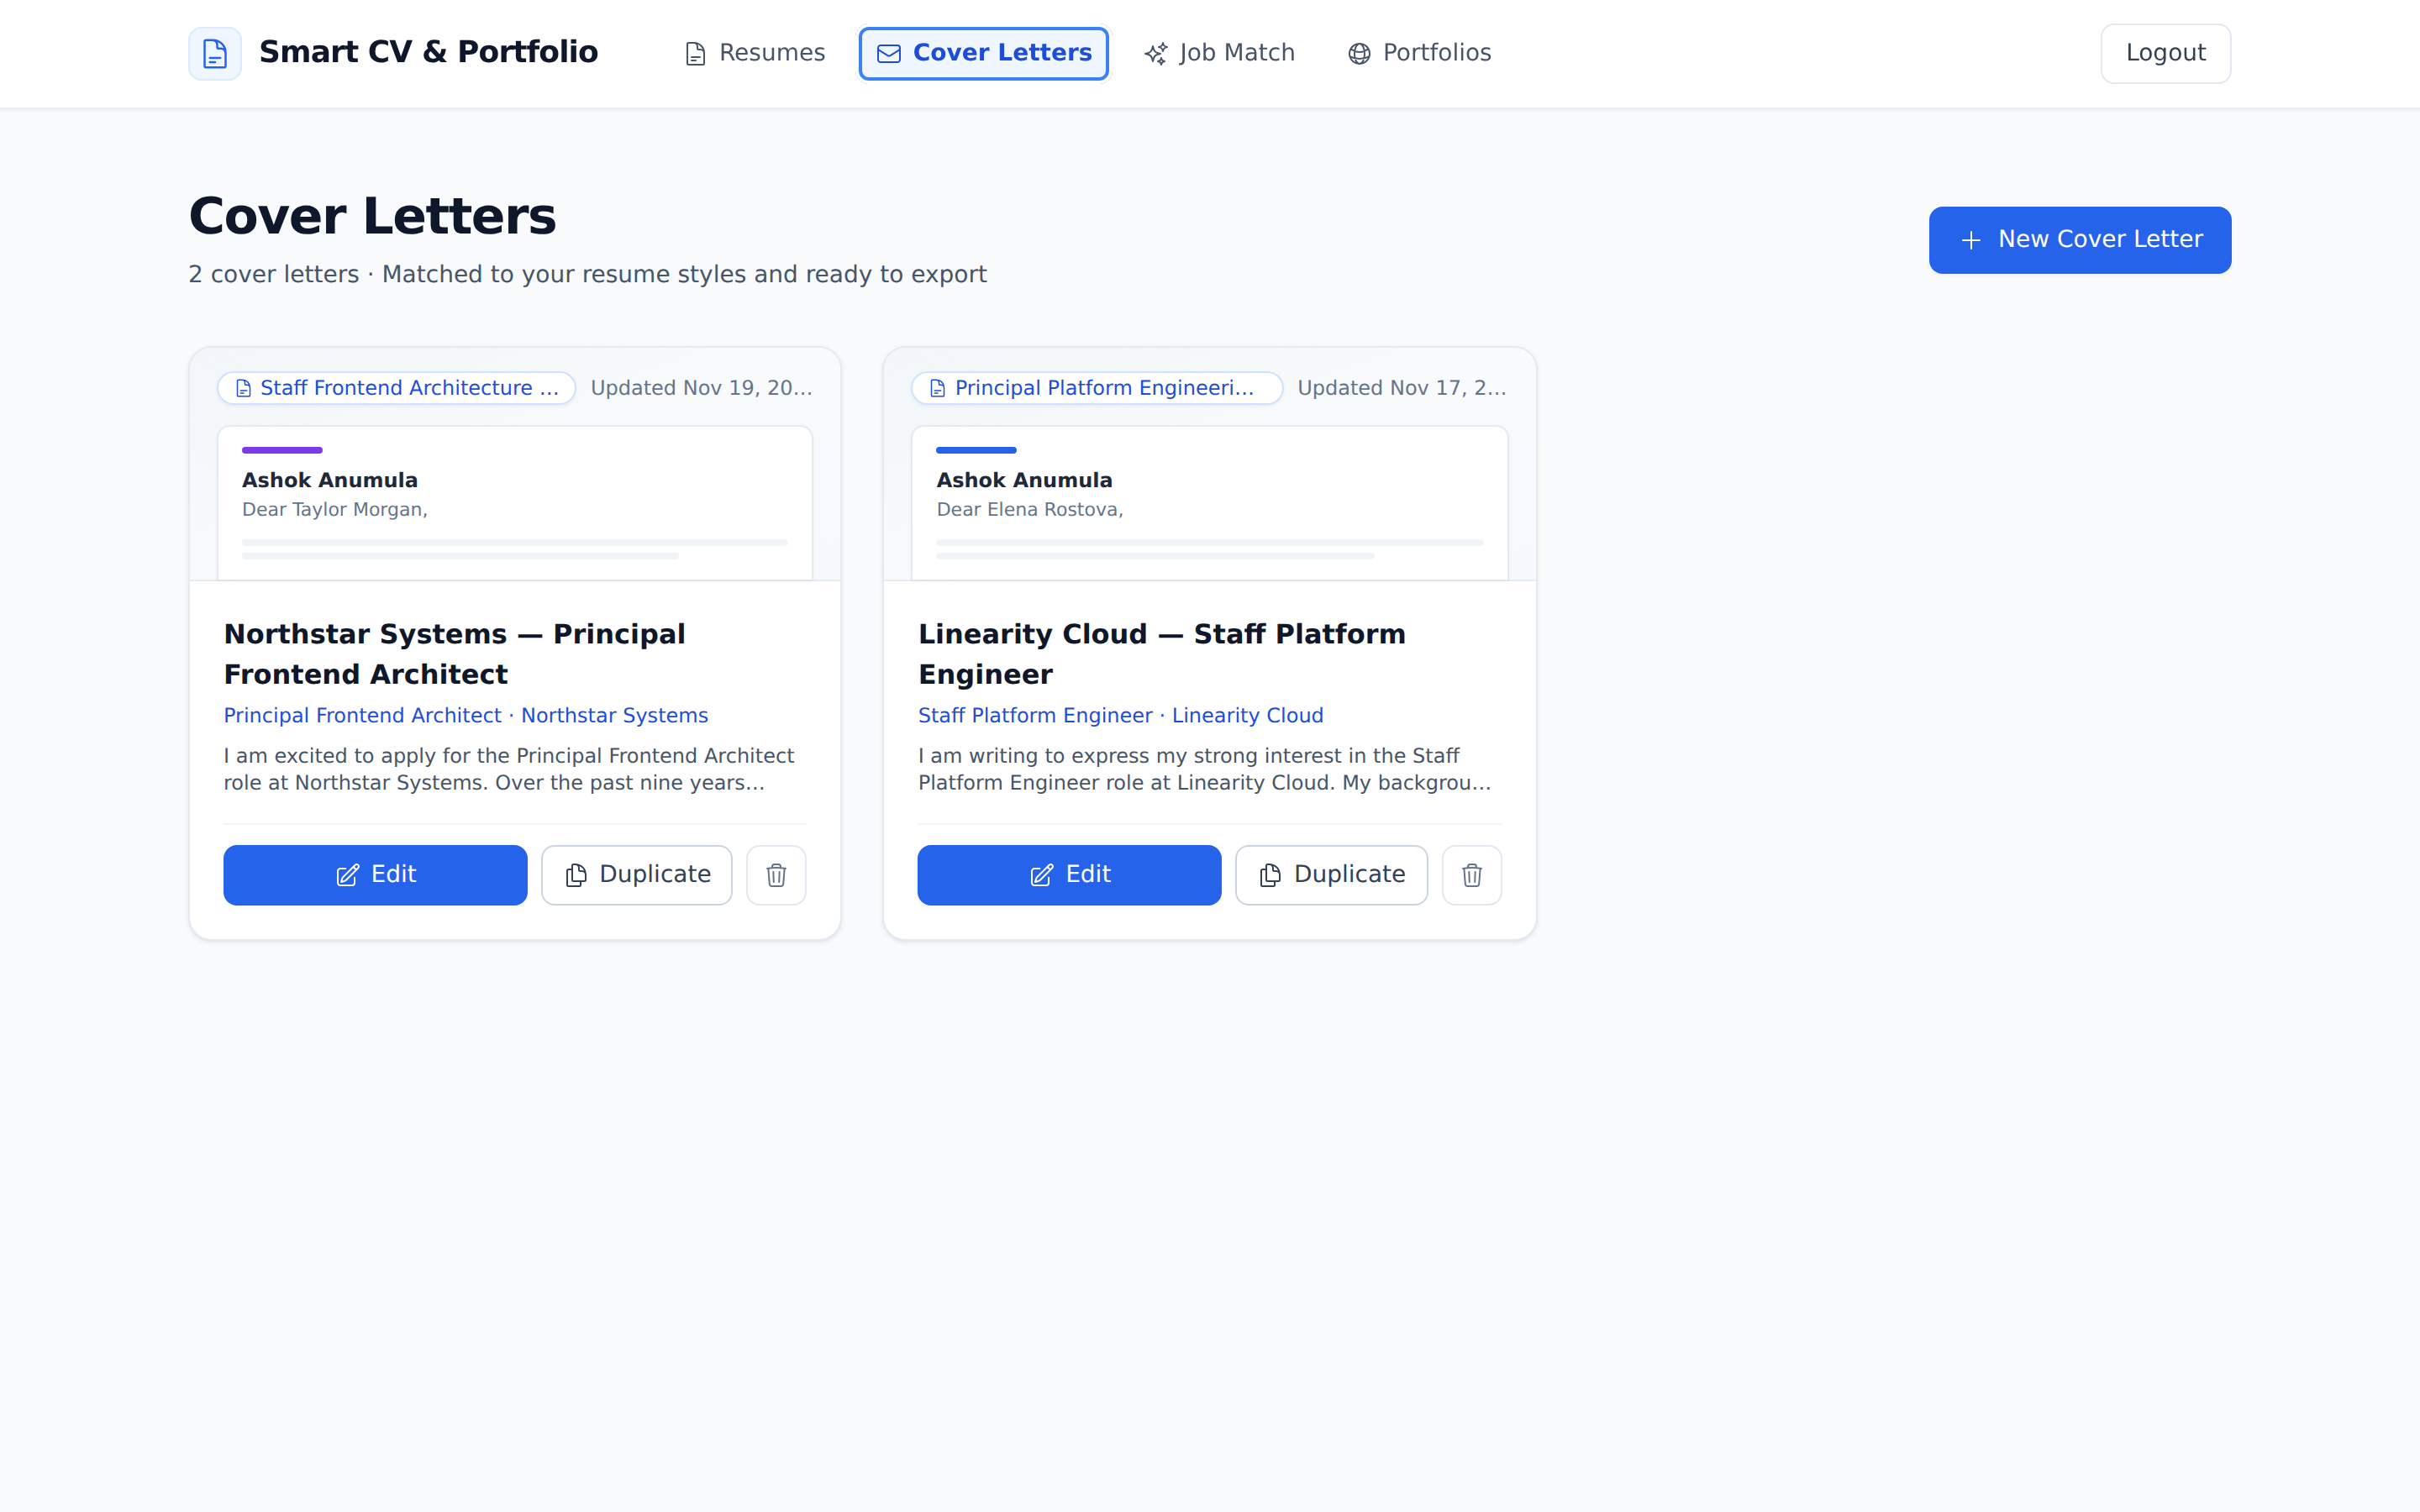 Smart CV & Portfolio
Resumes
Cover Letters
Job Match
Portfolios
Logout
Cover Letters
2 cover letters · Matched to your resume styles and ready to export
New Cover Letter
Staff Frontend Architecture …
Updated Nov 19, 20…
Ashok Anumula
Dear Taylor Morgan,
Northstar Systems — Principal
Frontend Architect
Principal Frontend Architect · Northstar Systems
I am excited to apply for the Principal Frontend Architect
role at Northstar Systems. Over the past nine years…
Edit
Duplicate
Principal Platform Engineeri…
Updated Nov 17, 2…
Ashok Anumula
Dear Elena Rostova,
Linearity Cloud — Staff Platform
Engineer
Staff Platform Engineer · Linearity Cloud
I am writing to express my strong interest in the Staff
Platform Engineer role at Linearity Cloud. My backgrou…
Edit
Duplicate